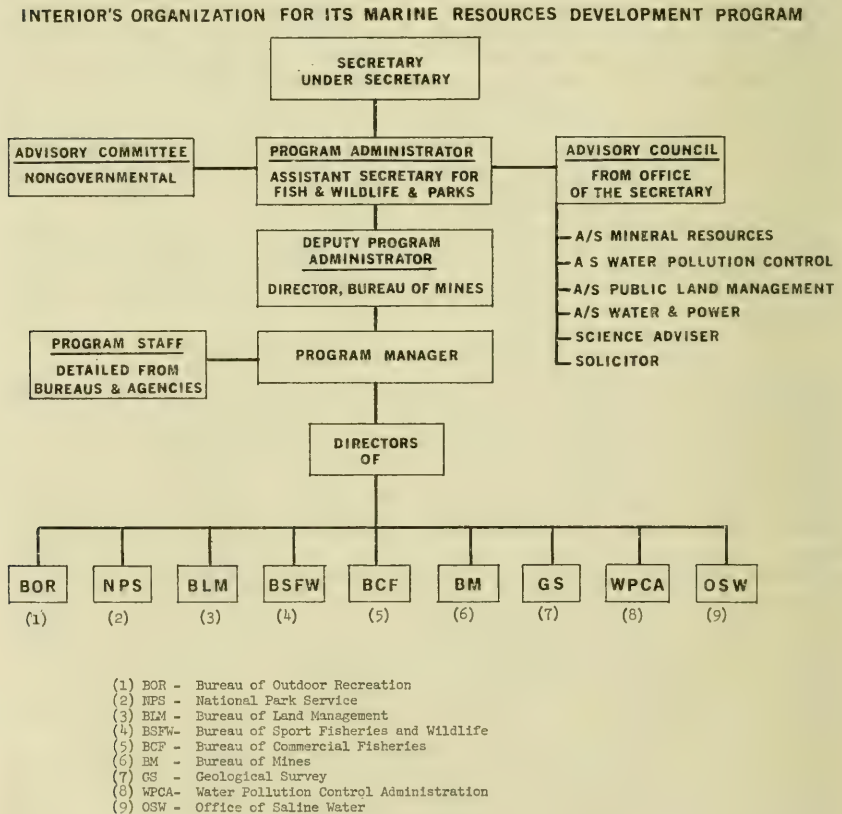 INTERIOR'S ORGANIZATION FOR ITS MARINE RESOURCES DEVELOPMENT PROGRAM
SECRETARY
UNDER SECRETARY
ADVISORY COMMITTEE
NONGOVERNMENTAL
PROGRAM ADMINISTRATOR
ASSISTANT SECRETARY FOR
FISH & WILDLIFE & PARKS
ADVISORY COUNCIL
FROM OFFICE
OF THE SECRETARY
A/S MINERAL RESOURCES
A S WATER POLLUTION CONTROL
A/S PUBLIC LAND MANAGEMENT
A/S WATER & POWER
SCIENCE ADVISER
SOLICITOR
DEPUTY PROGRAM
ADMINISTRATOR
DIRECTOR, BUREAU OF MINES
PROGRAM STAFF
DETAILED FROM
BUREAUS & AGENCIES
PROGRAM MANAGER
DIRECTORS
OF
BOR NPS BLM BSFW BCF BM GS WPCA OSW
(1) (2) (3) (4) (5) (6) (7) (8) (9)
(1) BOR - Bureau of Outdoor Recreation
(2) NPS - National Park Service
(3) BLM - Bureau of Land Management
(4) BSFW- Bureau of Sport Fisheries and Wildlife
(5) BCF - Bureau of Commercial Fisheries
(6) BM - Bureau of Mines
(7) GS - Geological Survey
(8) WPCA- Water Pollution Control Administration
(9) OSW - Office of Saline Water